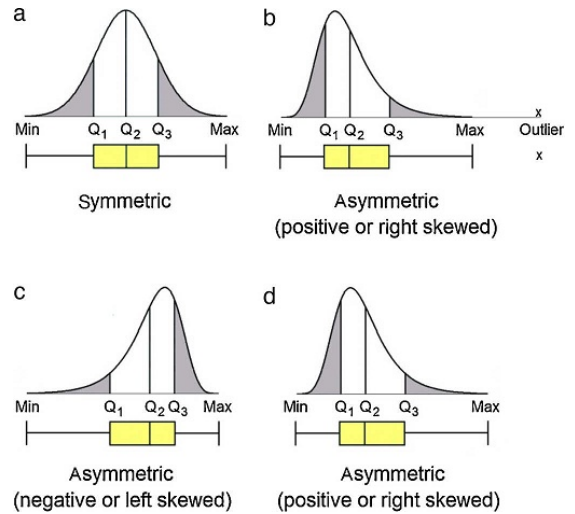 a
b
Min Q1 Q2 Q3 Max
Min Q1 Q2 Q3 Max
x
Outlier
x
Symmetric
Asymmetric
(positive or right skewed)
c
d
Min Q1 Q2 Q3 Max
Min Q1 Q2 Q3 Max
Asymmetric
(negative or left skewed)
Asymmetric
(positive or right skewed)